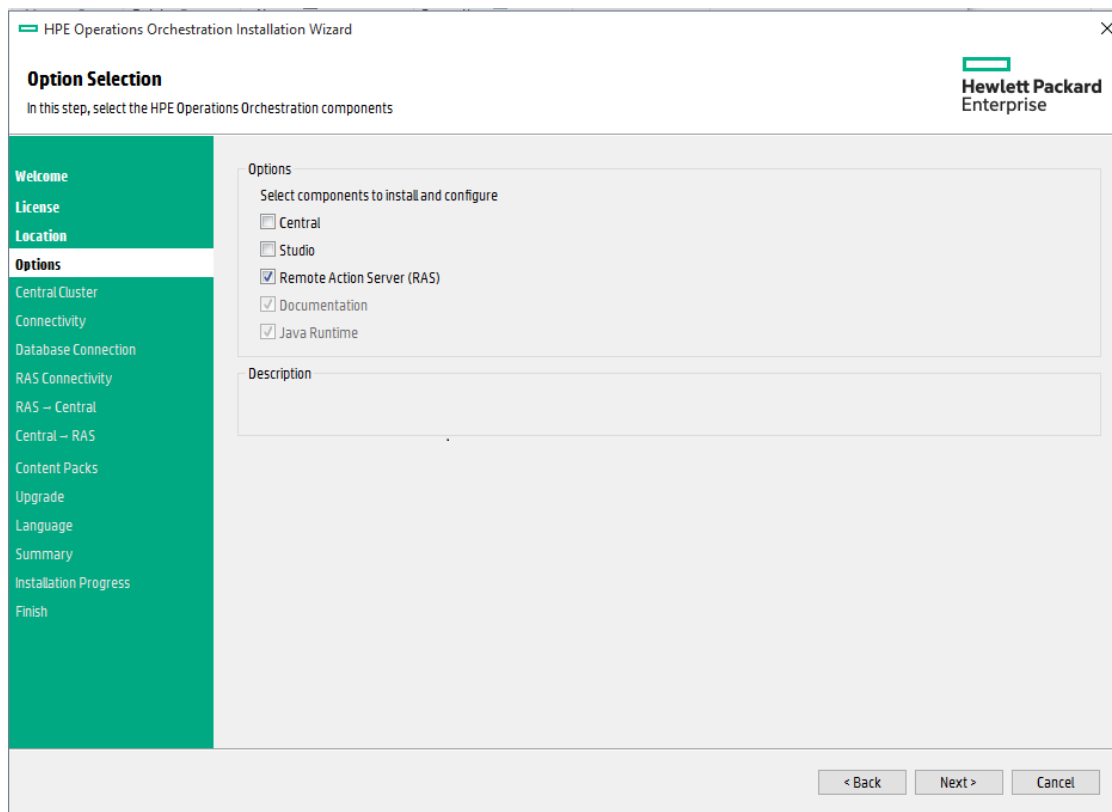 HPE Operations Orchestration Installation Wizard
Option Selection
In this step, select the HPE Operations Orchestration components
Hewlett Packard
Enterprise
Welcome
License
Location
Options
Central Cluster
Connectivity
Database Connection
RAS Connectivity
RAS – Central
Central – RAS
Content Packs
Upgrade
Language
Summary
Installation Progress
Finish
Options
Select components to install and configure
Central
Studio
Remote Action Server (RAS)
Documentation
Java Runtime
Description
< Back
Next >
Cancel